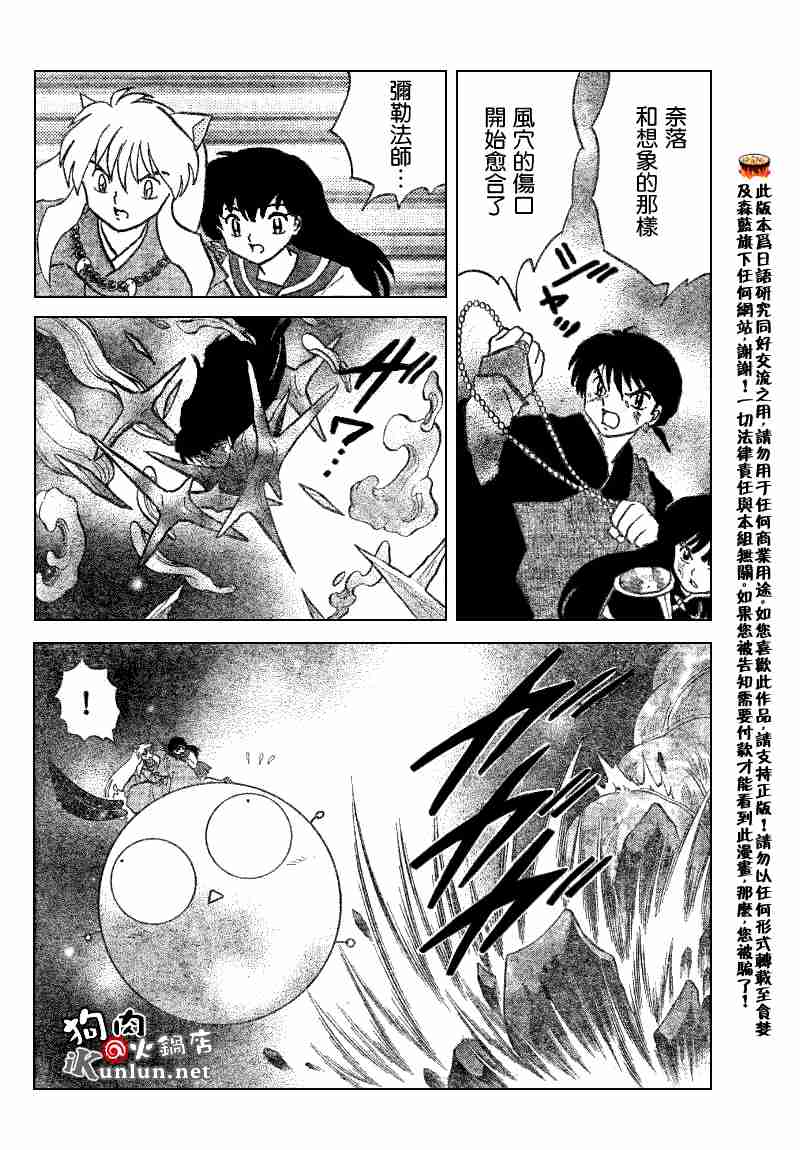 奈落
和想象的那樣
風穴的傷口
開始愈合了
彌勒法師…
ザザ
ワ…
！
此版本爲日語研究同好交流之用，請勿用于任何商業用途。如您喜歡此作品，請支持正版！請勿以任何形式轉載至貪婪
及森藍旗下任何網站，謝謝！一切法律責任與本組無關。如果您被告知需要付款才能看到此漫畫，那麼，您被騙了！
狗肉@火鍋店
iKunlun.net